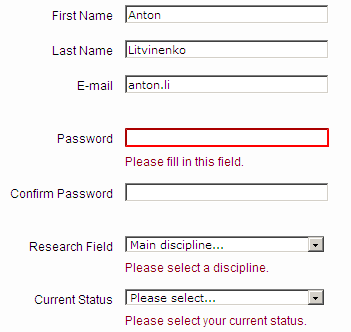 First Name Anton
Last Name Litvinenko
E-mail anton.li
Password
Please fill in this field.
Confirm Password
Research Field Main discipline...
Please select a discipline.
Current Status Please select...
Please select your current status.